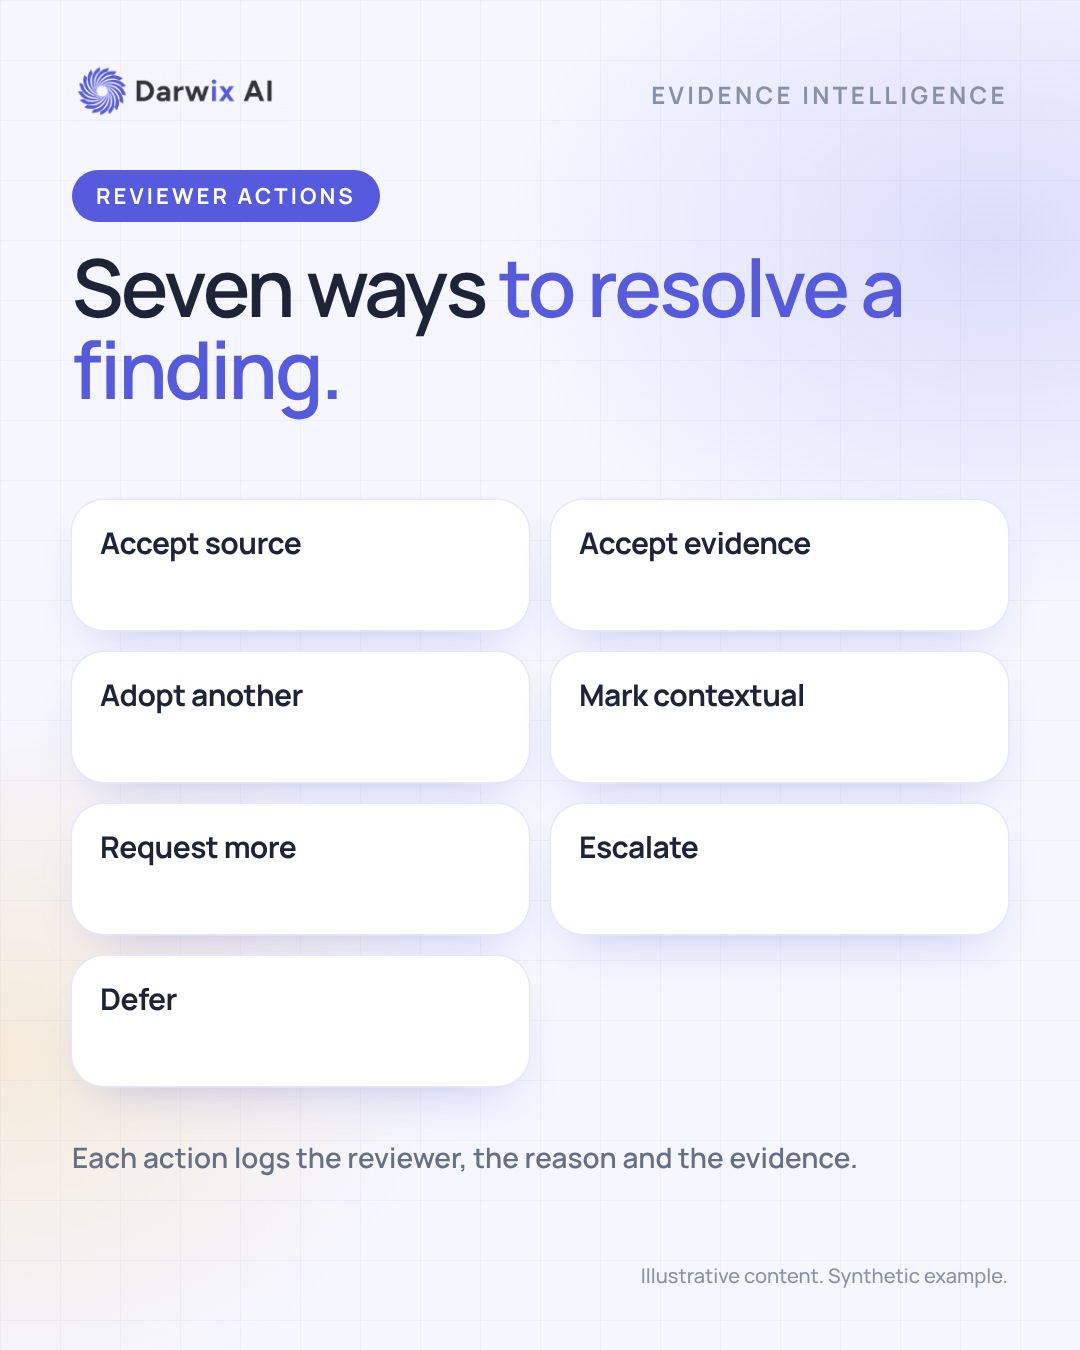 Darwix AI
EVIDENCE INTELLIGENCE
REVIEWER ACTIONS
Seven ways to resolve a
finding.
Accept source
Accept evidence
Adopt another
Mark contextual
Request more
Escalate
Defer
Each action logs the reviewer, the reason and the evidence.
Illustrative content. Synthetic example.